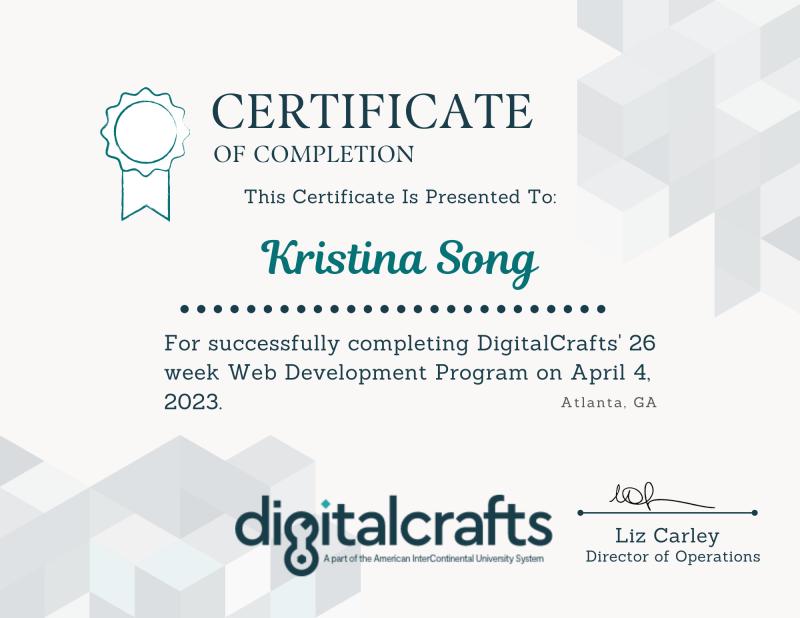 CERTIFICATE
OF COMPLETION
This Certificate Is Presented To:
Kristina Song
For successfully completing DigitalCrafts' 26
week Web Development Program on April 4,
2023.
Atlanta, GA
digitalcrafts
A part of the American InterContinental University System
Liz Carley
Director of Operations